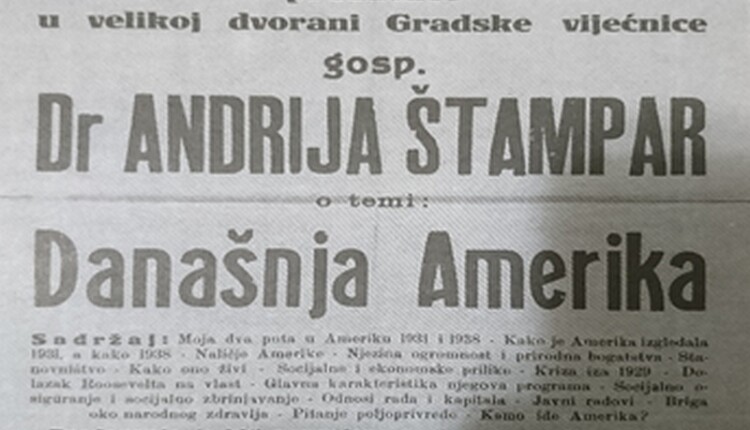 u velikoj dvorani Gradske vijećnice
gosp.
Dr ANDRIJA ŠTAMPAR
o temi:
Današnja Amerika
Sadržaj: Moja dva puta u Ameriku 1931 i 1938 - Kako je Amerika izgledala
1931, a kako 1938 - Naličje Amerike - Njezina ogromnost i prirodna bogatstva - Sta-
novništvo - Kako ono živi - Socijalne i ekonomske prilike - Kriza iza 1929 - Do-
lazak Roosevelta na vlast - Glavna karakteristika njegova programa - Socijalno o-
siguranje i socijalno zbrinjavanje - Odnosi rada i kapitala - Javni radovi - Briga
oko narodnog zdravlja - Pitanje poljoprivrede - Kamo ide Amerika?